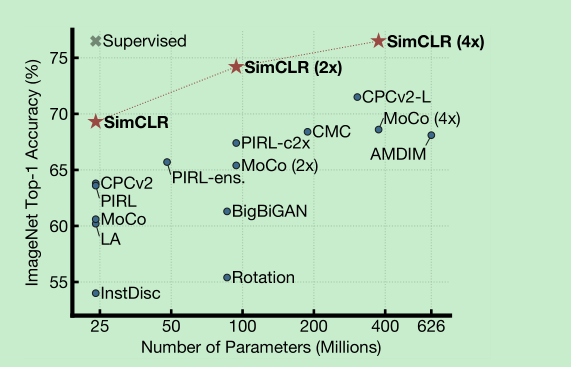 Supervised
SimCLR (4x)
75
SimCLR (2x)
CPCv2-L
70
SimCLR
MoCo (4x)
CMC
PIRL-c2x
AMDIM
65
MoCo (2x)
PIRL-ens.
CPCv2
PIRL
BigBiGAN
MoCo
60
LA
Rotation
55
InstDisc
25 50 100 200 400 626
Number of Parameters (Millions)
ImageNet Top-1 Accuracy (%)